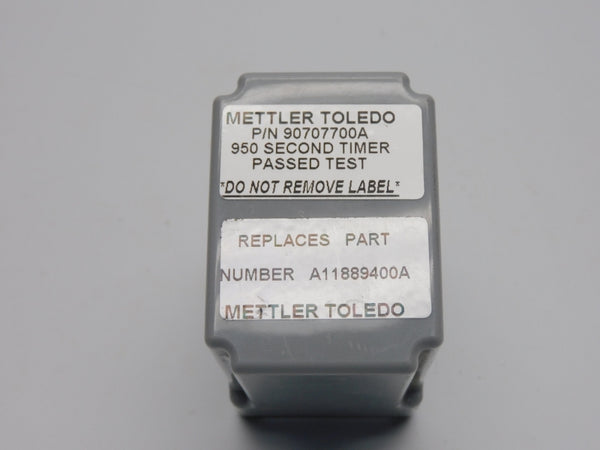 METTLER TOLEDO
P/N 90707700A
950 SECOND TIMER
PASSED TEST
*DO NOT REMOVE LABEL*
REPLACES PART
NUMBER A11889400A
METTLER TOLEDO